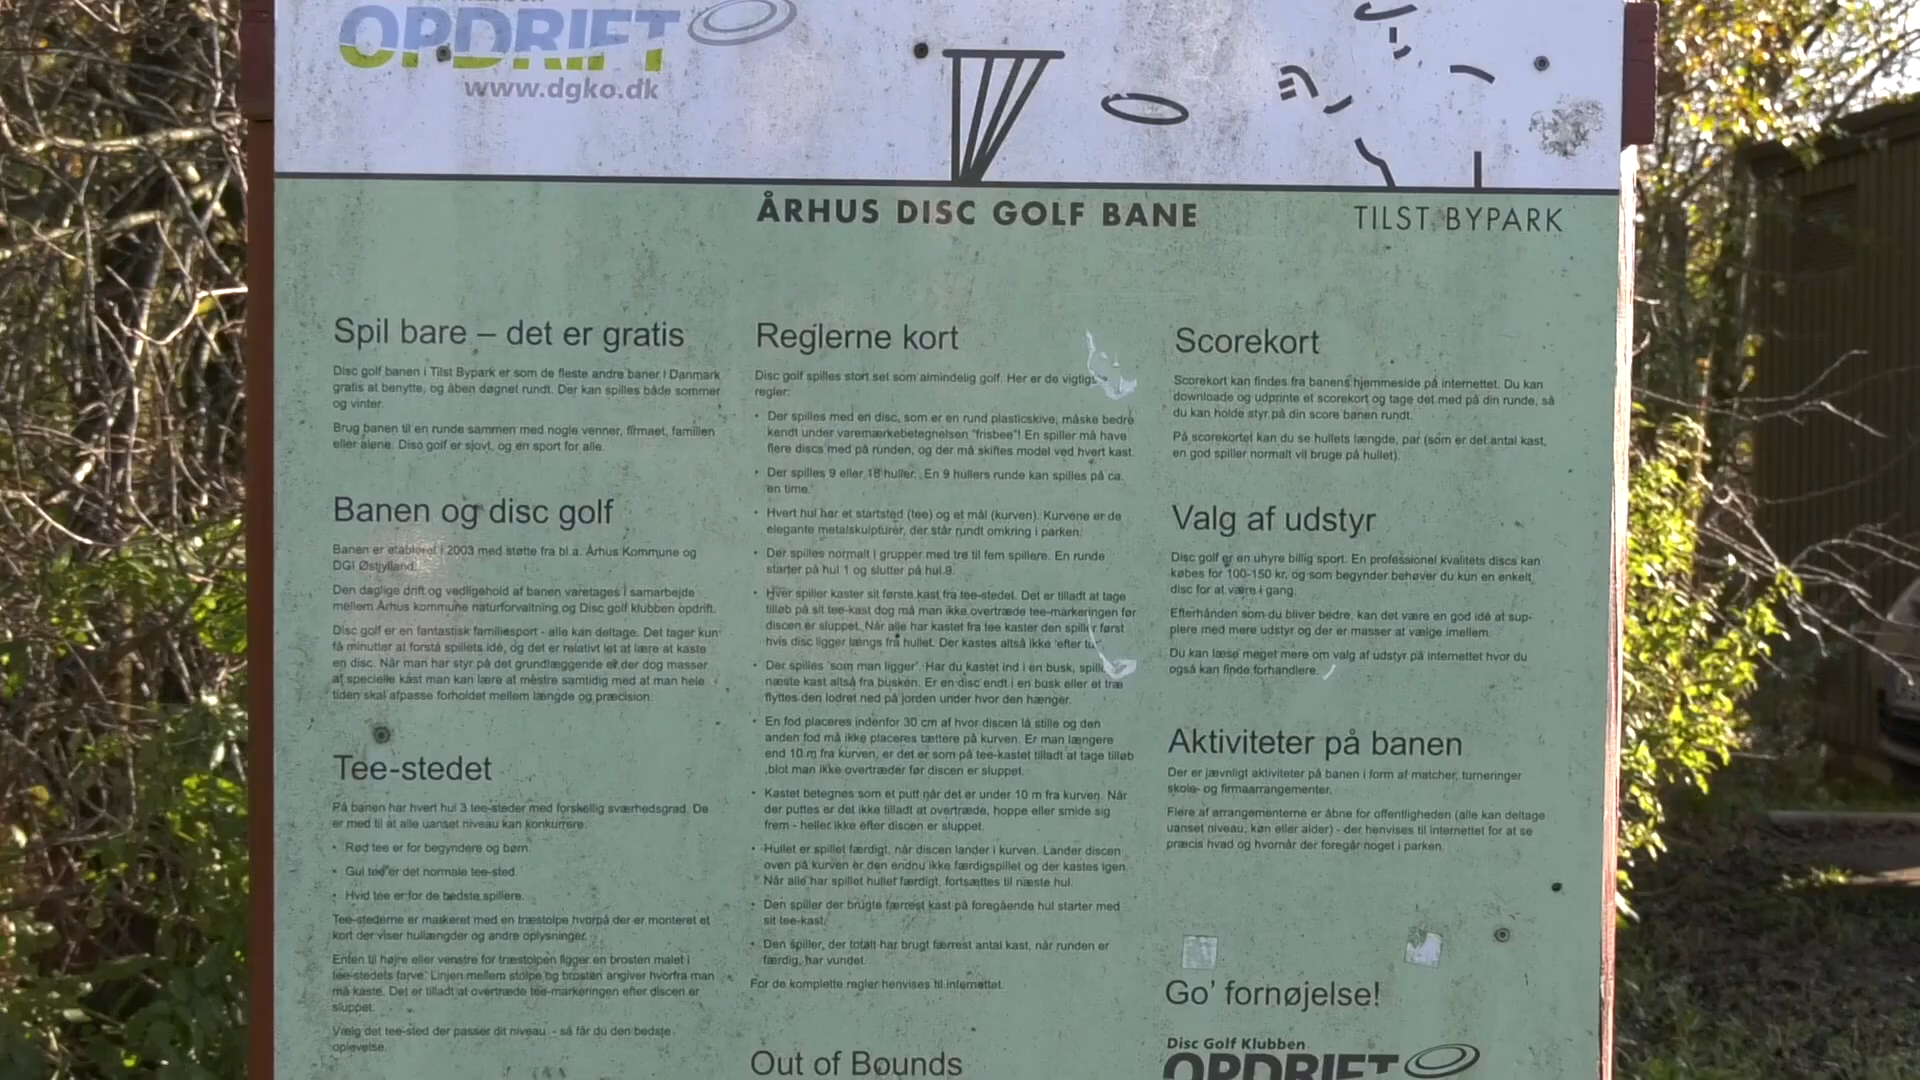 OPDRIFT
www.dgko.dk
ÅRHUS DISC GOLF BANE
TILST BYPARK
Spil bare – det er gratis
Disc golf banen i Tilst Bypark er som de fleste andre baner i Danmark
gratis at benytte, og åben døgnet rundt. Der kan spilles både sommer
og vinter.
Brug banen til en runde sammen med nogle venner, firmaet, familien
eller alene. Disc golf er sjovt, og en sport for alle.
Banen og disc golf
Banen er etableret i 2003 med støtte fra bl.a. Århus Kommune og
DGI Østjylland.
Den daglige drift og vedligehold af banen varetages i samarbejde
mellem Århus kommune naturforvaltning og Disc golf klubben opdrift.
Disc golf er en fantastisk familiesport - alle kan deltage. Det tager kun
få minutter at forstå spillets idé, og det er relativt let at lære at kaste
en disc. Når man har styr på det grundlæggende er der dog masser
af specielle kast man kan lære at mestre samtidig med at man hele
tiden skal afpasse forholdet mellem længde og præcision.
Tee-stedet
På banen har hvert hul 3 tee-steder med forskellig sværhedsgrad. De
er med til at alle uanset niveau kan konkurrere.
• Rød tee er for begyndere og børn.
• Gul tee er det normale tee-sted
• Hvid tee er for de bedste spillere.
Tee-stederne er markeret med en træstolpe hvorpå der er monteret et
kort der viser hullængder og andre oplysninger.
Enten til højre eller venstre for træstolpen ligger en brosten malet i
tee-stedets farve. Linjen mellem stolpe og brosten angiver hvorfra man
må kaste. Det er tilladt at overtræde tee-markeringen efter discen er
sluppet.
Vælg det tee-sted der passer dit niveau - så får du den bedste
oplevelse.
Reglerne kort
Disc golf spilles stort set som almindelig golf. Her er de vigtigs
regler:
• Der spilles med en disc, som er en rund plasticskive, måske bedre
kendt under varemærkebetegnelsen "frisbee"! En spiller må have
flere discs med på runden, og der må skiftes model ved hvert kast.
• Der spilles 9 eller 18 huller. En 9 hullers runde kan spilles på ca.
en time.
• Hvert hul har et startsted (tee) og et mål (kurven). Kurvene er de
elegante metalskulpturer, der står rundt omkring i parken.
• Der spilles normalt i grupper med tre til fem spillere. En runde
starter på hul 1 og slutter på hul 9.
• Hver spiller kaster sit første kast fra tee-stedet. Det er tilladt at tage
tilløb på sit tee-kast dog må man ikke overtræde tee-markeringen før
discen er sluppet. Når alle har kastet fra tee kaster den spiller først
hvis disc ligger længs fra hullet. Der kastes altså ikke 'efter tu
• Der spilles 'som man ligger'. Har du kastet ind i en busk, spill
næste kast altså fra busken. Er en disc endt i en busk eller et træ
flyttes den lodret ned på jorden under hvor den hænger.
• En fod placeres indenfor 30 cm af hvor discen lå stille og den
anden fod må ikke placeres tættere på kurven. Er man længere
end 10 m fra kurven, er det er som på tee-kastet tilladt at tage tilløb
,blot man ikke overtræder før discen er sluppet.
• Kastet betegnes som et putt når det er under 10 m fra kurven. Når
der puttes er det ikke tilladt at overtræde, hoppe eller smide sig
frem - heller ikke efter discen er sluppet.
• Hullet er spillet færdigt, når discen lander i kurven. Lander discen
oven på kurven er den endnu ikke færdigspillet og der kastes igen.
Når alle har spillet hullet færdigt, fortsættes til næste hul.
• Den spiller der brugte færrest kast på foregående hul starter med
sit tee-kast.
• Den spiller, der totalt har brugt færrest antal kast, når runden er
færdig, har vundet.
For de komplette regler henvises til internettet.
Out of Bounds
Scorekort
Scorekort kan findes fra banens hjemmeside på internettet. Du kan
downloade og udprinte et scorekort og tage det med på din runde, så
du kan holde styr på din score banen rundt.
På scorekortet kan du se hullets længde, par (som er det antal kast,
en god spiller normalt vil bruge på hullet).
Valg af udstyr
Disc golf er en uhyre billig sport. En professionel kvalitets discs kan
købes for 100-150 kr, og som begynder behøver du kun en enkelt
disc for at være i gang.
Efterhånden som du bliver bedre, kan det være en god idé at sup-
plere med mere udstyr og der er masser at vælge imellem.
Du kan læse meget mere om valg af udstyr på internettet hvor du
også kan finde forhandlere.
Aktiviteter på banen
Der er jævnligt aktiviteter på banen i form af matcher, turneringer
skole- og firmaarrangementer.
Flere af arrangementerne er åbne for offentligheden (alle kan deltage
uanset niveau, køn eller alder) - der henvises til internettet for at se
præcis hvad og hvornår der foregår noget i parken.
Go' fornøjelse!
Disc Golf Klubben
OPDRIFT